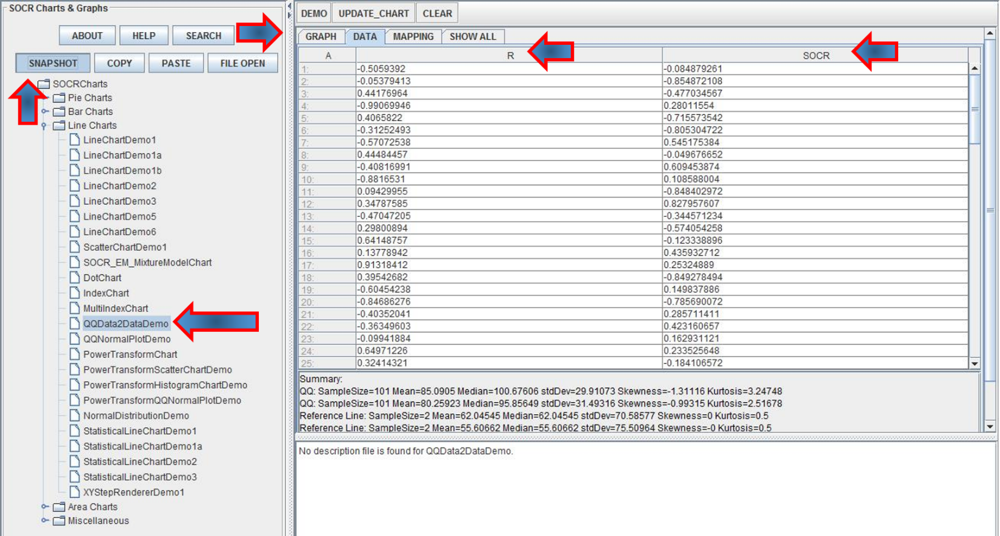 SOCR Charts & Graphs
ABOUT HELP SEARCH
SNAPSHOT COPY PASTE FILE OPEN
SOCRCharts
Pie Charts
Bar Charts
Line Charts
LineChartDemo1
LineChartDemo1a
LineChartDemo1b
LineChartDemo2
LineChartDemo3
LineChartDemo5
LineChartDemo6
ScatterChartDemo1
SOCR_EM_MixtureModelChart
DotChart
IndexChart
MultiIndexChart
QQData2DataDemo
QQNormalPlotDemo
PowerTransformChart
PowerTransformScatterChartDemo
PowerTransformHistogramChartDemo
PowerTransformQQNormalPlotDemo
NormalDistributionDemo
StatisticalLineChartDemo1
StatisticalLineChartDemo1a
StatisticalLineChartDemo2
StatisticalLineChartDemo3
XYStepRendererDemo1
Area Charts
Miscellaneous
DEMO UPDATE_CHART CLEAR
GRAPH DATA MAPPING SHOW ALL
A R SOCR
1: -0.5059392 -0.084879261
2: -0.05379413 -0.854872108
3: 0.44176964 -0.477034567
4: -0.99069946 0.28011554
5: 0.4065822 -0.715573542
6: -0.31252493 -0.805304722
7: -0.57072538 0.545175384
8: 0.44484457 -0.049676652
9: -0.40816991 0.609453874
10: -0.8816531 0.108588004
11: 0.09429955 -0.848402972
12: 0.34787585 0.827957607
13: -0.47047205 -0.344571234
14: 0.29800894 -0.574054258
15: 0.64148757 -0.123338896
16: 0.13778942 0.435932712
17: 0.91318412 0.25324889
18: 0.39542682 -0.849278494
19: -0.60454238 0.149837886
20: -0.84686276 -0.785690072
21: -0.40352041 0.285711411
22: -0.36349603 0.423160657
23: -0.09941884 0.162931121
24: 0.64971226 0.233525648
25: 0.32414321 -0.184106572
Summary:
QQ: SampleSize=101 Mean=85.0905 Median=100.67606 stdDev=29.91073 Skewness=-1.31116 Kurtosis=3.24748
QQ: SampleSize=101 Mean=80.25923 Median=95.85649 stdDev=31.49316 Skewness=-0.99315 Kurtosis=2.51678
Reference Line: SampleSize=2 Mean=62.04545 Median=62.04545 stdDev=70.58577 Skewness=0 Kurtosis=0.5
Reference Line: SampleSize=2 Mean=55.60662 Median=55.60662 stdDev=75.50964 Skewness=-0 Kurtosis=0.5
No description file is found for QQData2DataDemo.